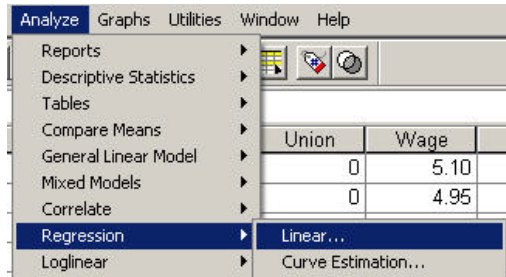 Analyze Graphs Utilities Window Help
Reports
Descriptive Statistics
Tables
Compare Means
General Linear Model
Mixed Models
Correlate
Regression
Loglinear
Linear...
Curve Estimation...
Union Wage
0 5.10
0 4.95